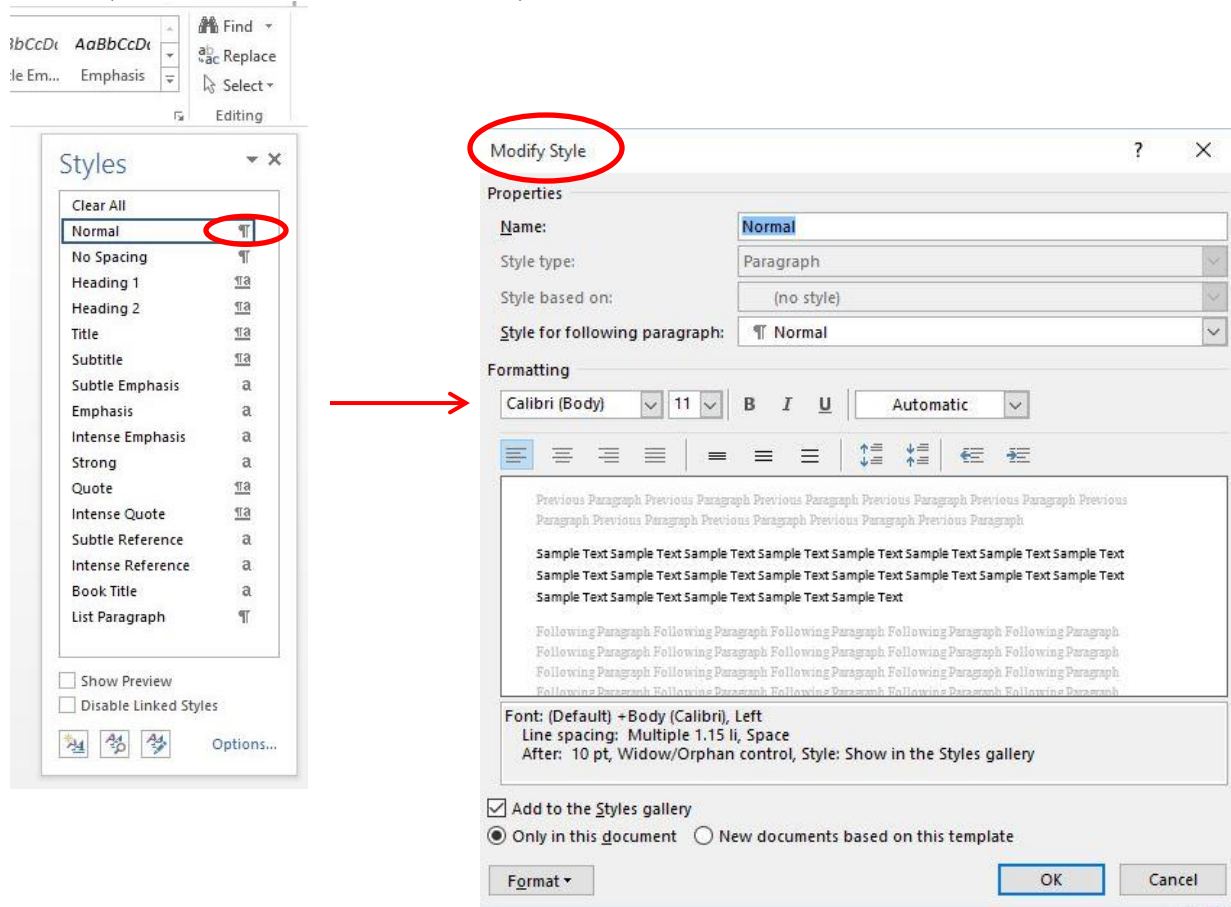 Find
AaBbCcDc
Replace
Emphasis
Select
Editing
Styles
Clear All
Normal ¶
No Spacing ¶
Heading 1 ¶a
Heading 2 ¶a
Title ¶a
Subtitle ¶a
Subtle Emphasis a
Emphasis a
Intense Emphasis a
Strong a
Quote ¶a
Intense Quote ¶a
Subtle Reference a
Intense Reference a
Book Title a
List Paragraph ¶
Show Preview
Disable Linked Styles
Options...
Modify Style ? ×
Properties
Name: Normal
Style type: Paragraph
Style based on: (no style)
Style for following paragraph: ¶ Normal
Formatting
Calibri (Body) 11 B I U Automatic
Previous Paragraph Previous Paragraph Previous Paragraph Previous Paragraph Previous Paragraph Previous
Paragraph Previous Paragraph Previous Paragraph Previous Paragraph Previous Paragraph
Sample Text Sample Text Sample Text Sample Text Sample Text Sample Text Sample Text Sample Text
Sample Text Sample Text Sample Text Sample Text Sample Text Sample Text Sample Text Sample Text
Sample Text Sample Text Sample Text Sample Text Sample Text
Following Paragraph Following Paragraph Following Paragraph Following Paragraph Following Paragraph
Following Paragraph Following Paragraph Following Paragraph Following Paragraph Following Paragraph
Following Paragraph Following Paragraph Following Paragraph Following Paragraph Following Paragraph
Following Paragraph Following Paragraph Following Paragraph Following Paragraph Following Paragraph
Font: (Default) +Body (Calibri), Left
Line spacing: Multiple 1.15 li, Space
After: 10 pt, Widow/Orphan control, Style: Show in the Styles gallery
Add to the Styles gallery
Only in this document New documents based on this template
Format OK Cancel